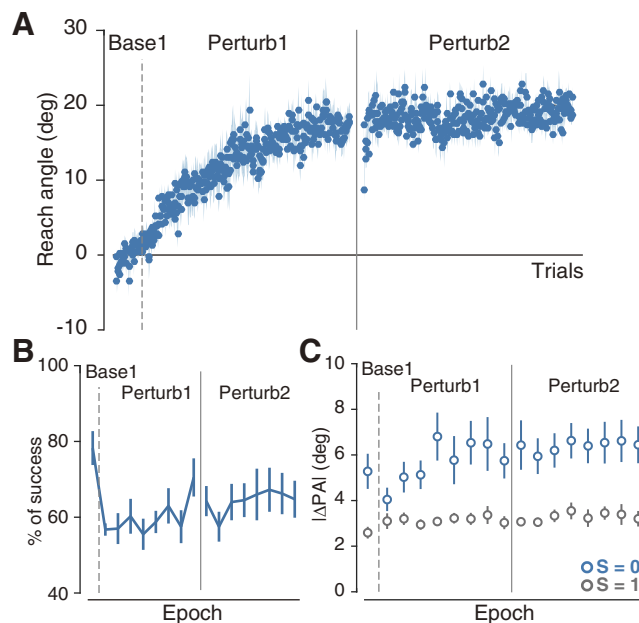 A
30
Base1
Perturb1
Perturb2
20
10
0
-10
Reach angle (deg)
Trials
B
100
Base1
Perturb1
Perturb2
80
60
40
% of success
Epoch
C
10
Base1
Perturb1
Perturb2
8
6
4
2
0
|ΔPA| (deg)
S = 0
S = 1
Epoch